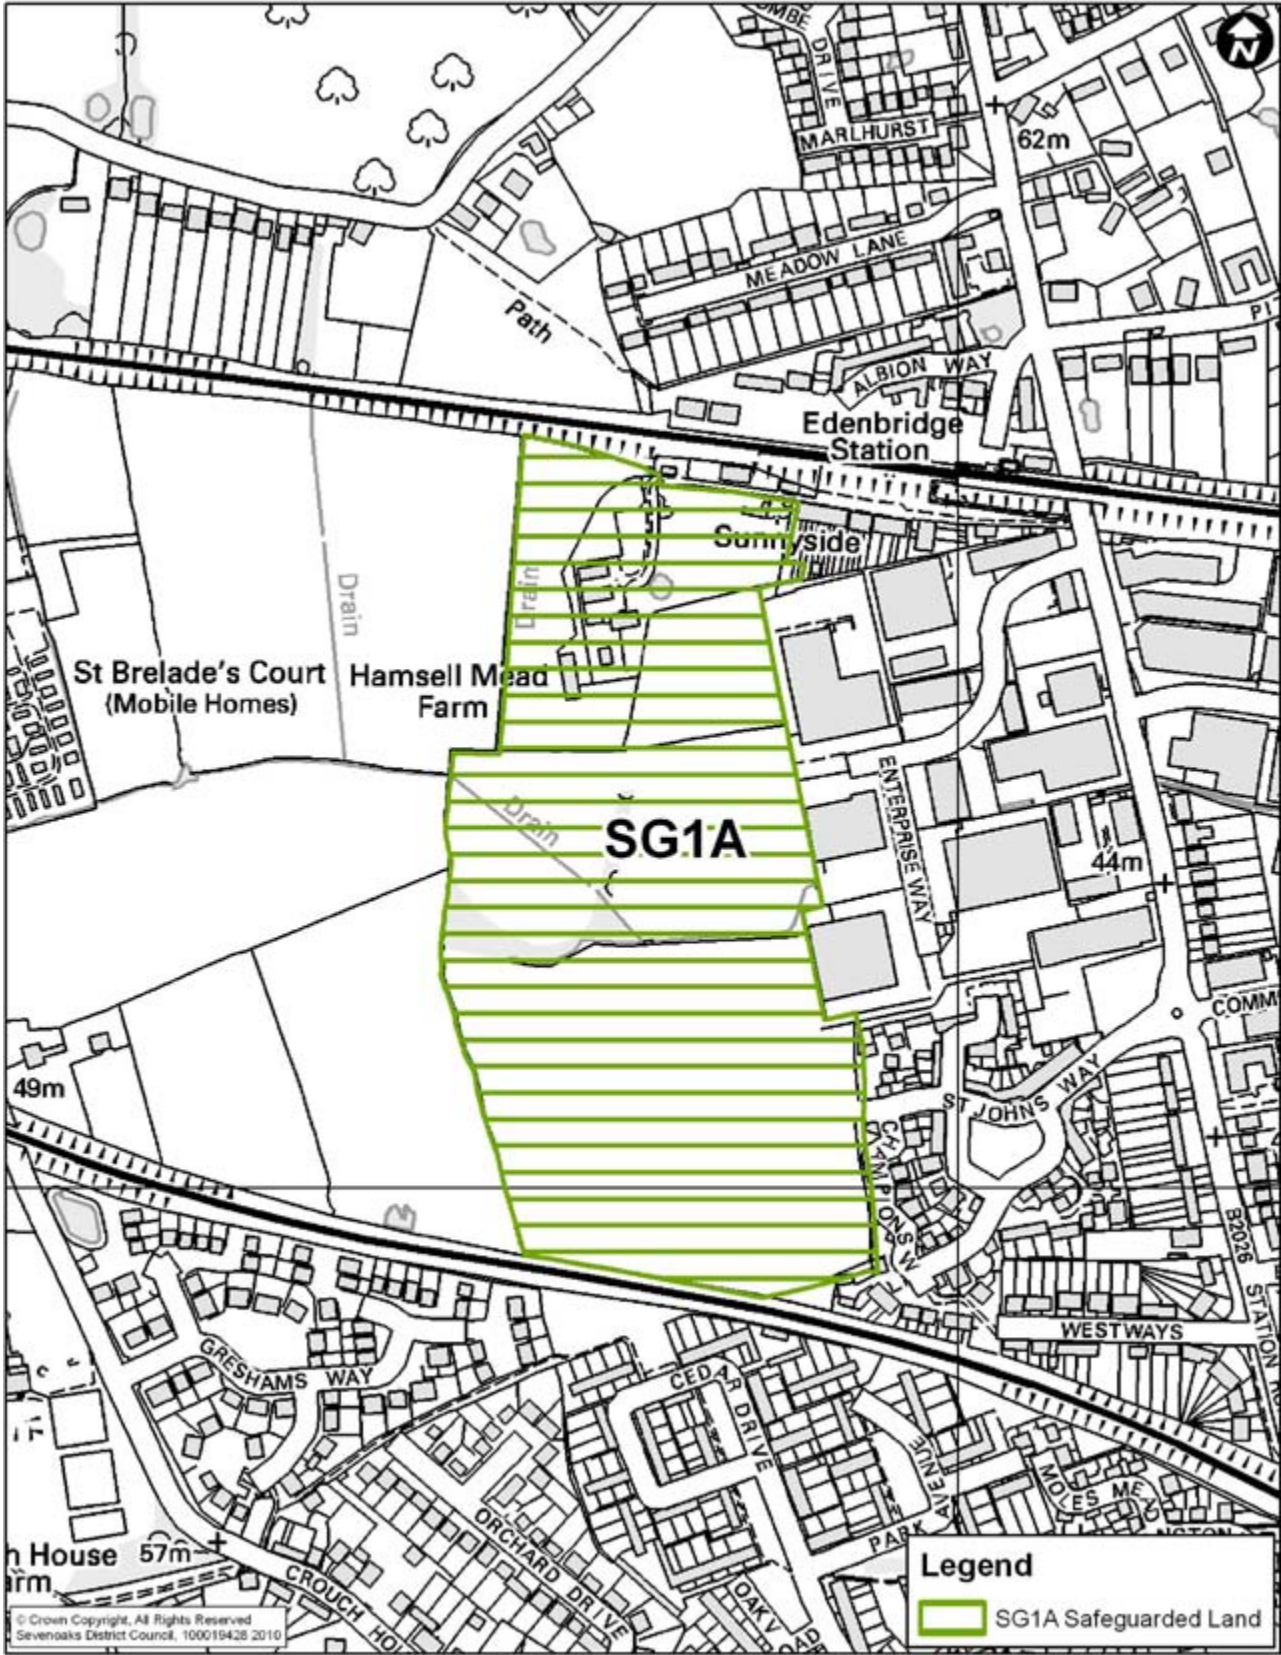 N
DRIVE
MARLHURST
62m
MEADOW LANE
Path
ALBION WAY
Edenbridge
Station
Sunnyside
Drain
Drain
St Brelade's Court
(Mobile Homes)
Hamsell Mead
Farm
ENTERPRISE WAY
Drain
SG1A
44m
49m
ST JOHNS WAY
CHAMPIONS W
B2026
STATION
WESTWAYS
GRESHAMS WAY
CEDAR DRIVE
PARK AVENUE
MOLES MEAD
ORCHARD DRIVE
57m
CROUCH
House
Legend
SG1A Safeguarded Land
© Crown Copyright, All Rights Reserved
Sevenoaks District Council, 100019428 2010